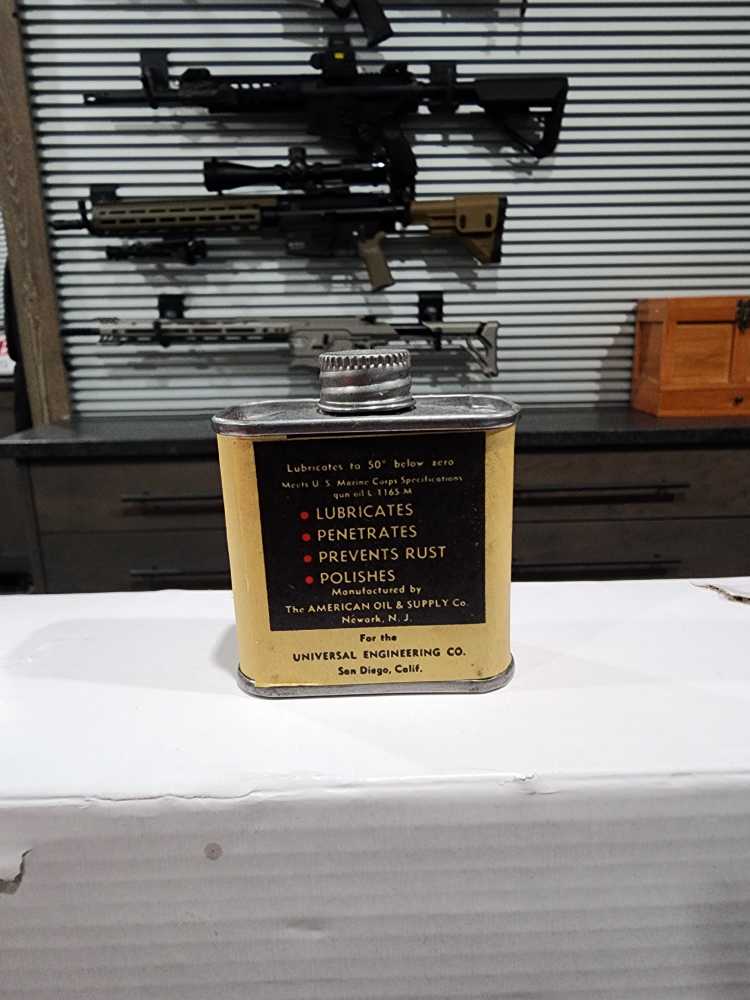 Lubricates to 50° below zero
Meets U. S. Marine Corps Specifications
gun oil L 1165-M
• LUBRICATES
• PENETRATES
• PREVENTS RUST
• POLISHES
Manufactured by
The AMERICAN OIL & SUPPLY Co.
Newark, N. J.
For the
UNIVERSAL ENGINEERING CO.
San Diego, Calif.